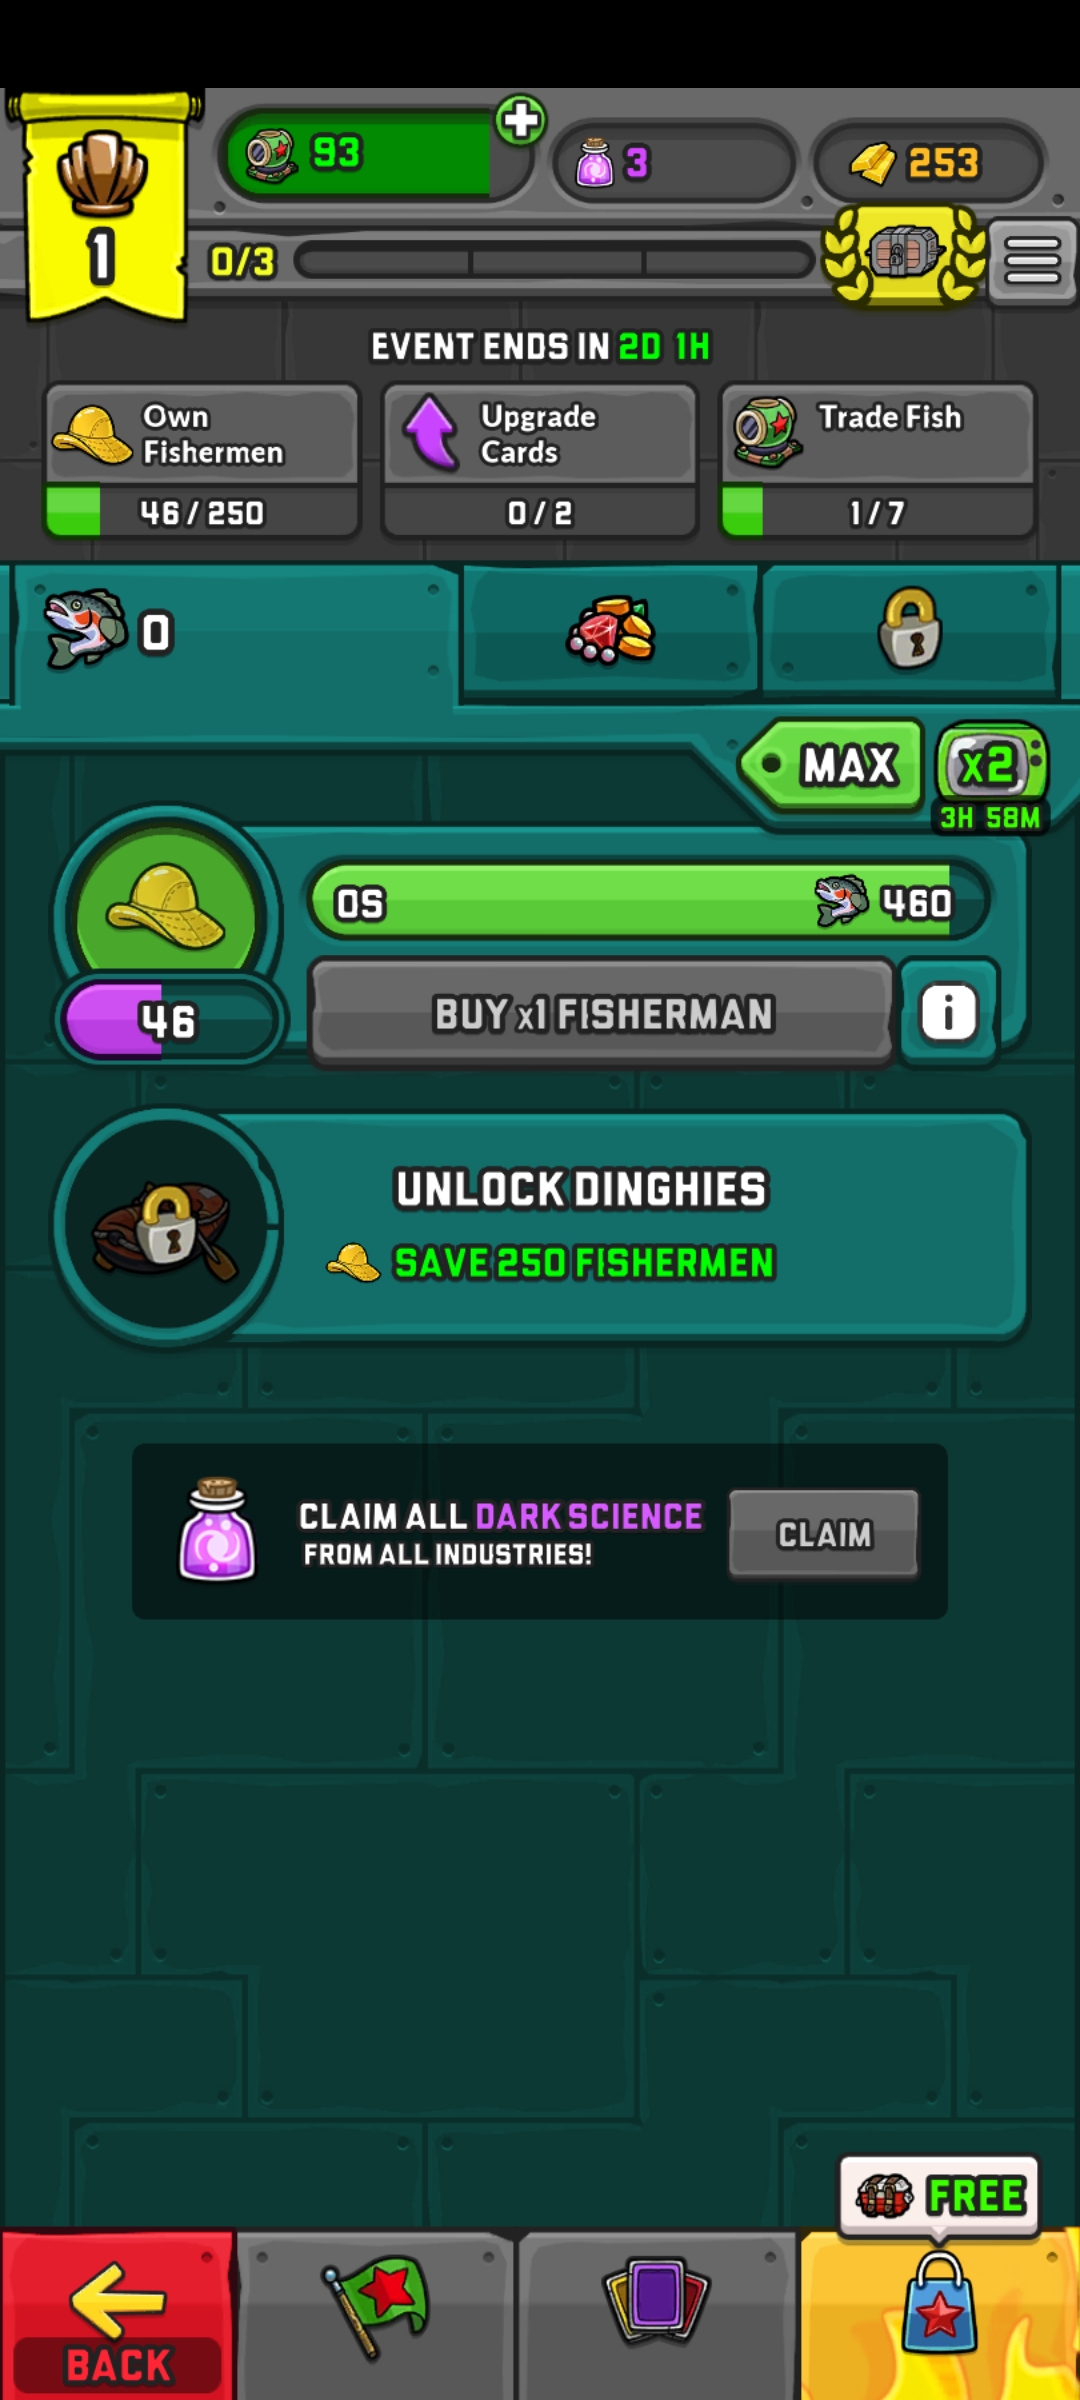 93
3
253
1
0/3
EVENT ENDS IN 2D 1H
Own
Fishermen
46/250
Upgrade
Cards
0/2
Trade Fish
1/7
0
MAX
x2
3H 58M
0S
460
46
BUY x1 FISHERMAN
i
UNLOCK DINGHIES
SAVE 250 FISHERMEN
CLAIM ALL DARK SCIENCE
FROM ALL INDUSTRIES!
CLAIM
FREE
BACK